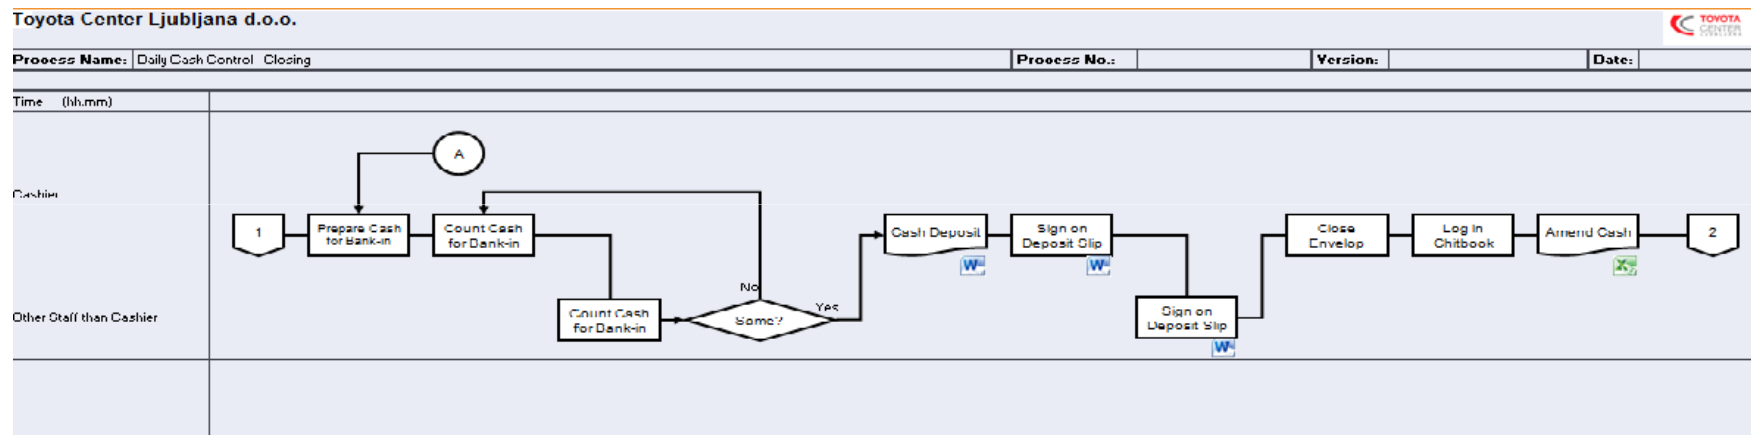 Toyota Center Ljubljana d.o.o.
TOYOTA
CENTER
Process Name: Daily Cash Control Closing
Process No.:
Version:
Date:
Time (hh.mm)
A
Cashier
1
Prepare Cash
for Bank-in
Count Cash
for Bank-in
Cash Deposit
Sign on
Deposit Slip
Close
Envelop
Log in
Chitbook
Amend Cash
2
No
Yes
Other Staff than Cashier
Count Cash
for Bank-in
Same?
Sign on
Deposit Slip